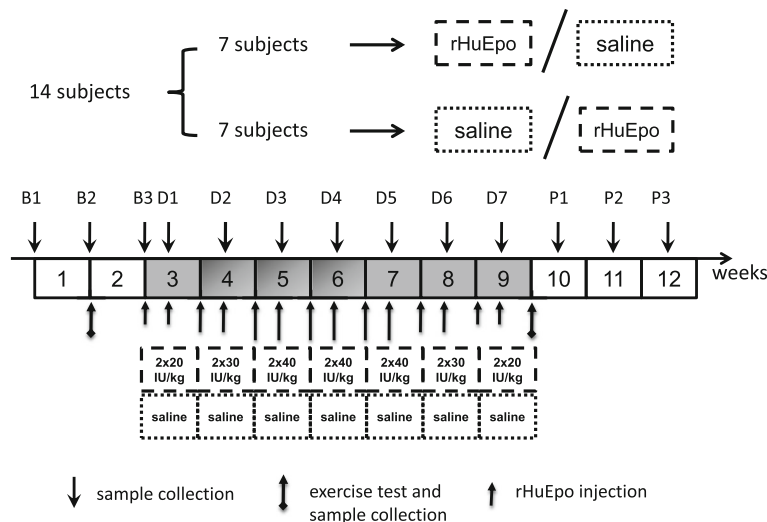 7 subjects rHuEpo saline
14 subjects
7 subjects saline rHuEpo
B1 B2 B3 D1 D2 D3 D4 D5 D6 D7 P1 P2 P3
1 2 3 4 5 6 7 8 9 10 11 12 weeks
2x20 2x30 2x40 2x40 2x40 2x30 2x20
IU/kg IU/kg IU/kg IU/kg IU/kg IU/kg IU/kg
saline saline saline saline saline saline saline
sample collection exercise test and rHuEpo injection
sample collection